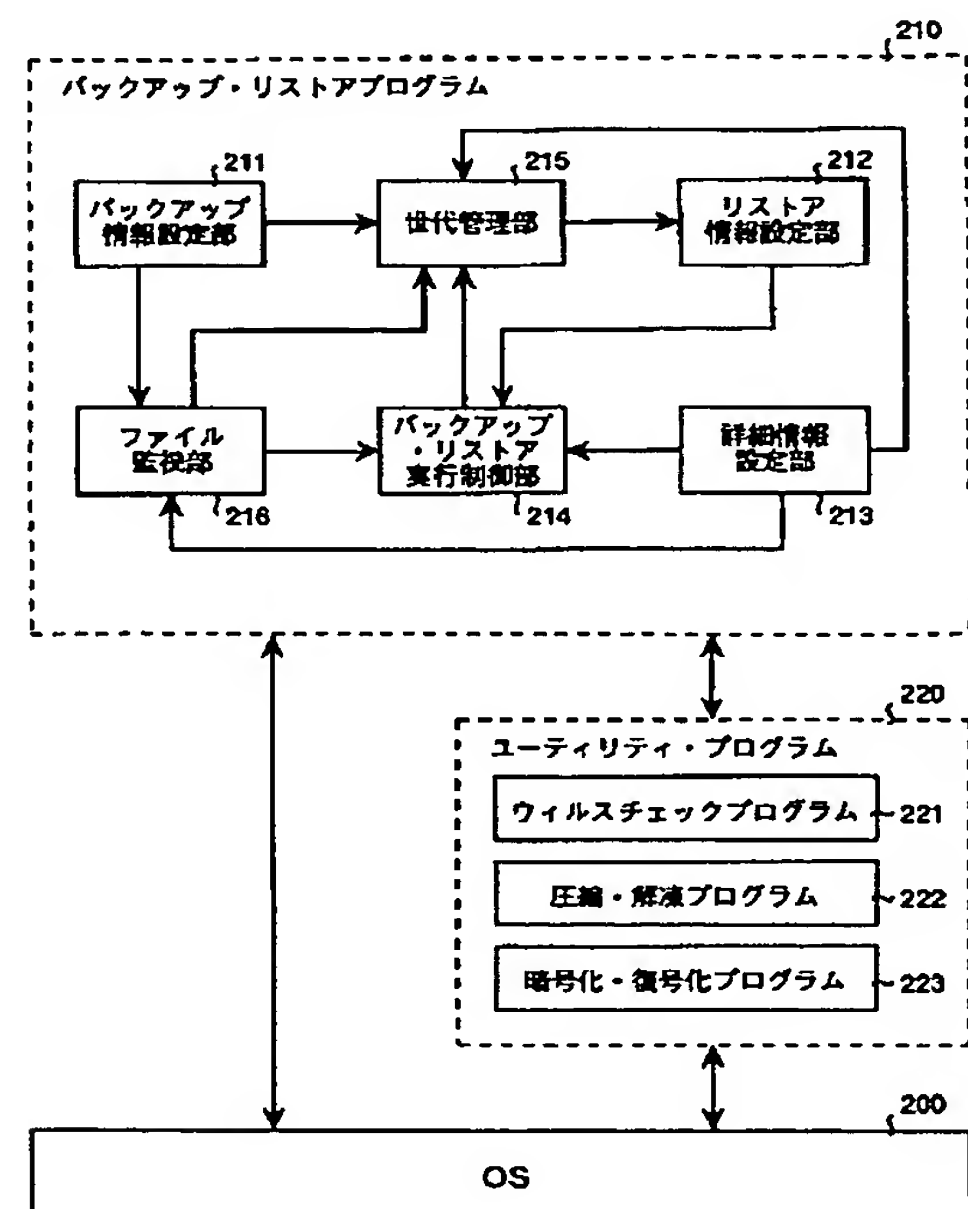 210
バックアップ・リストアプログラム
211
バックアップ
情報設定部
215
世代管理部
212
リストア
情報設定部
ファイル
監視部
216
バックアップ
・リストア
実行制御部
214
詳細情報
設定部
213
220
ユーティリティ・プログラム
ウィルスチェックプログラム
221
圧縮・解凍プログラム
222
暗号化・復号化プログラム
223
200
OS